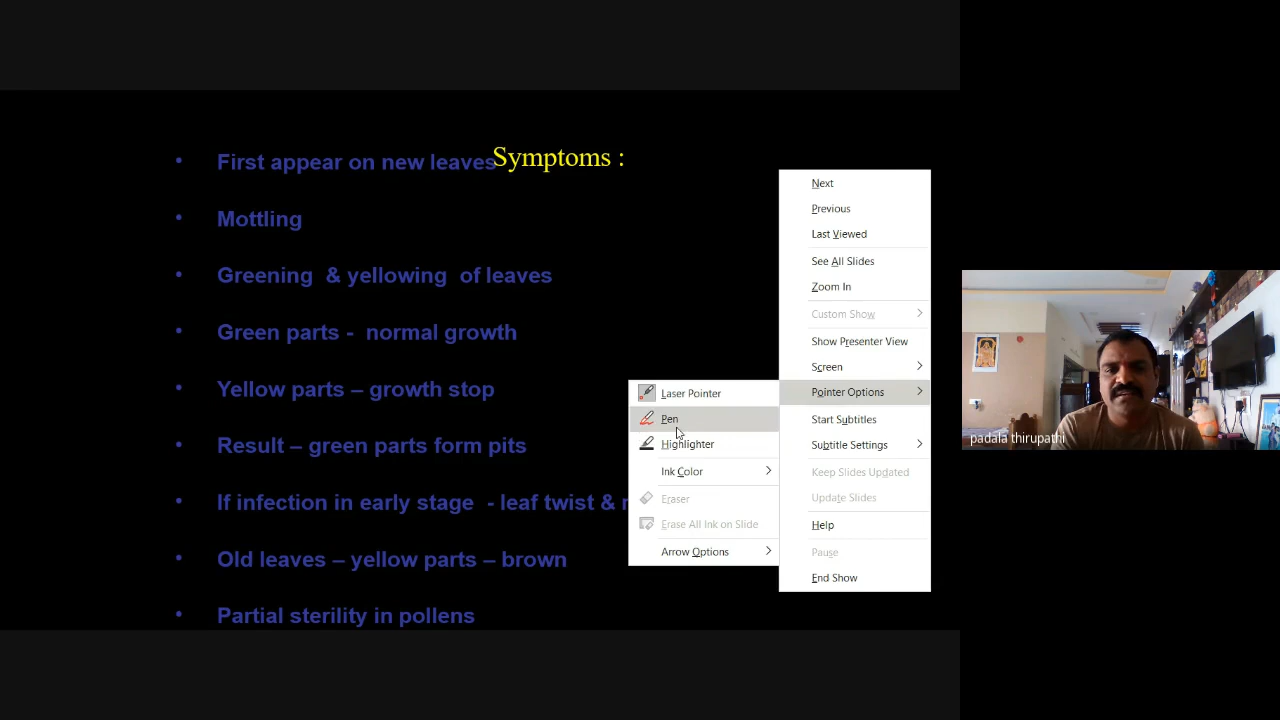 Symptoms :
• First appear on new leaves
• Mottling
• Greening & yellowing of leaves
• Green parts - normal growth
• Yellow parts – growth stop
• Result – green parts form pits
• If infection in early stage - leaf twist &
• Old leaves – yellow parts – brown
• Partial sterility in pollens
Laser Pointer
Pen
Highlighter
Ink Color
Eraser
Erase All Ink on Slide
Arrow Options
Next
Previous
Last Viewed
See All Slides
Zoom In
Custom Show
Show Presenter View
Screen
Pointer Options
Start Subtitles
Subtitle Settings
Keep Slides Updated
Update Slides
Help
Pause
End Show
padala thirupathi